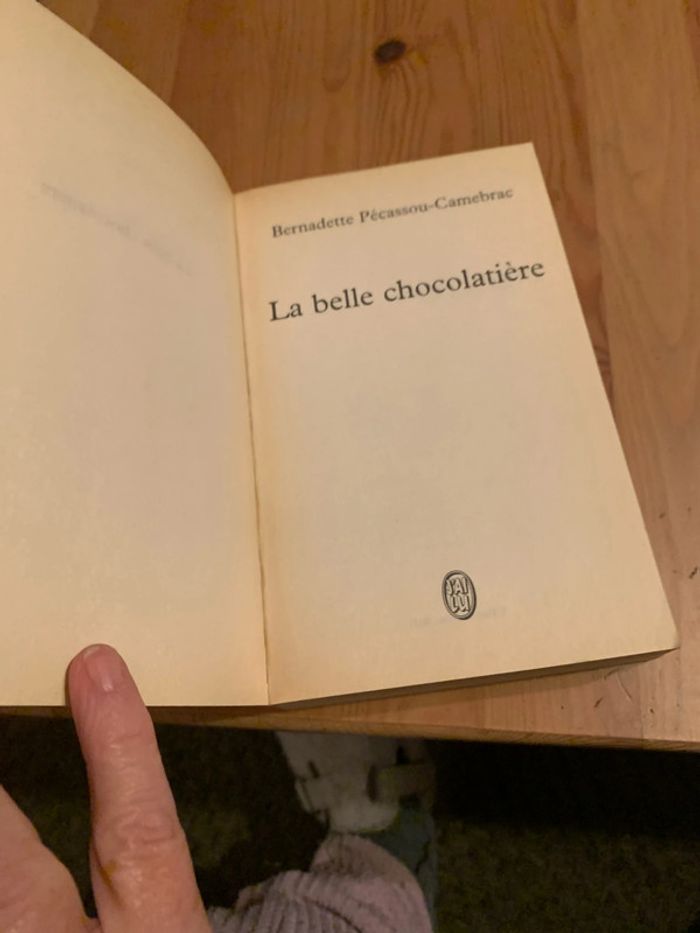 Bernadette Pécassou-Camebrac
La belle chocolatière
J'AI
LU